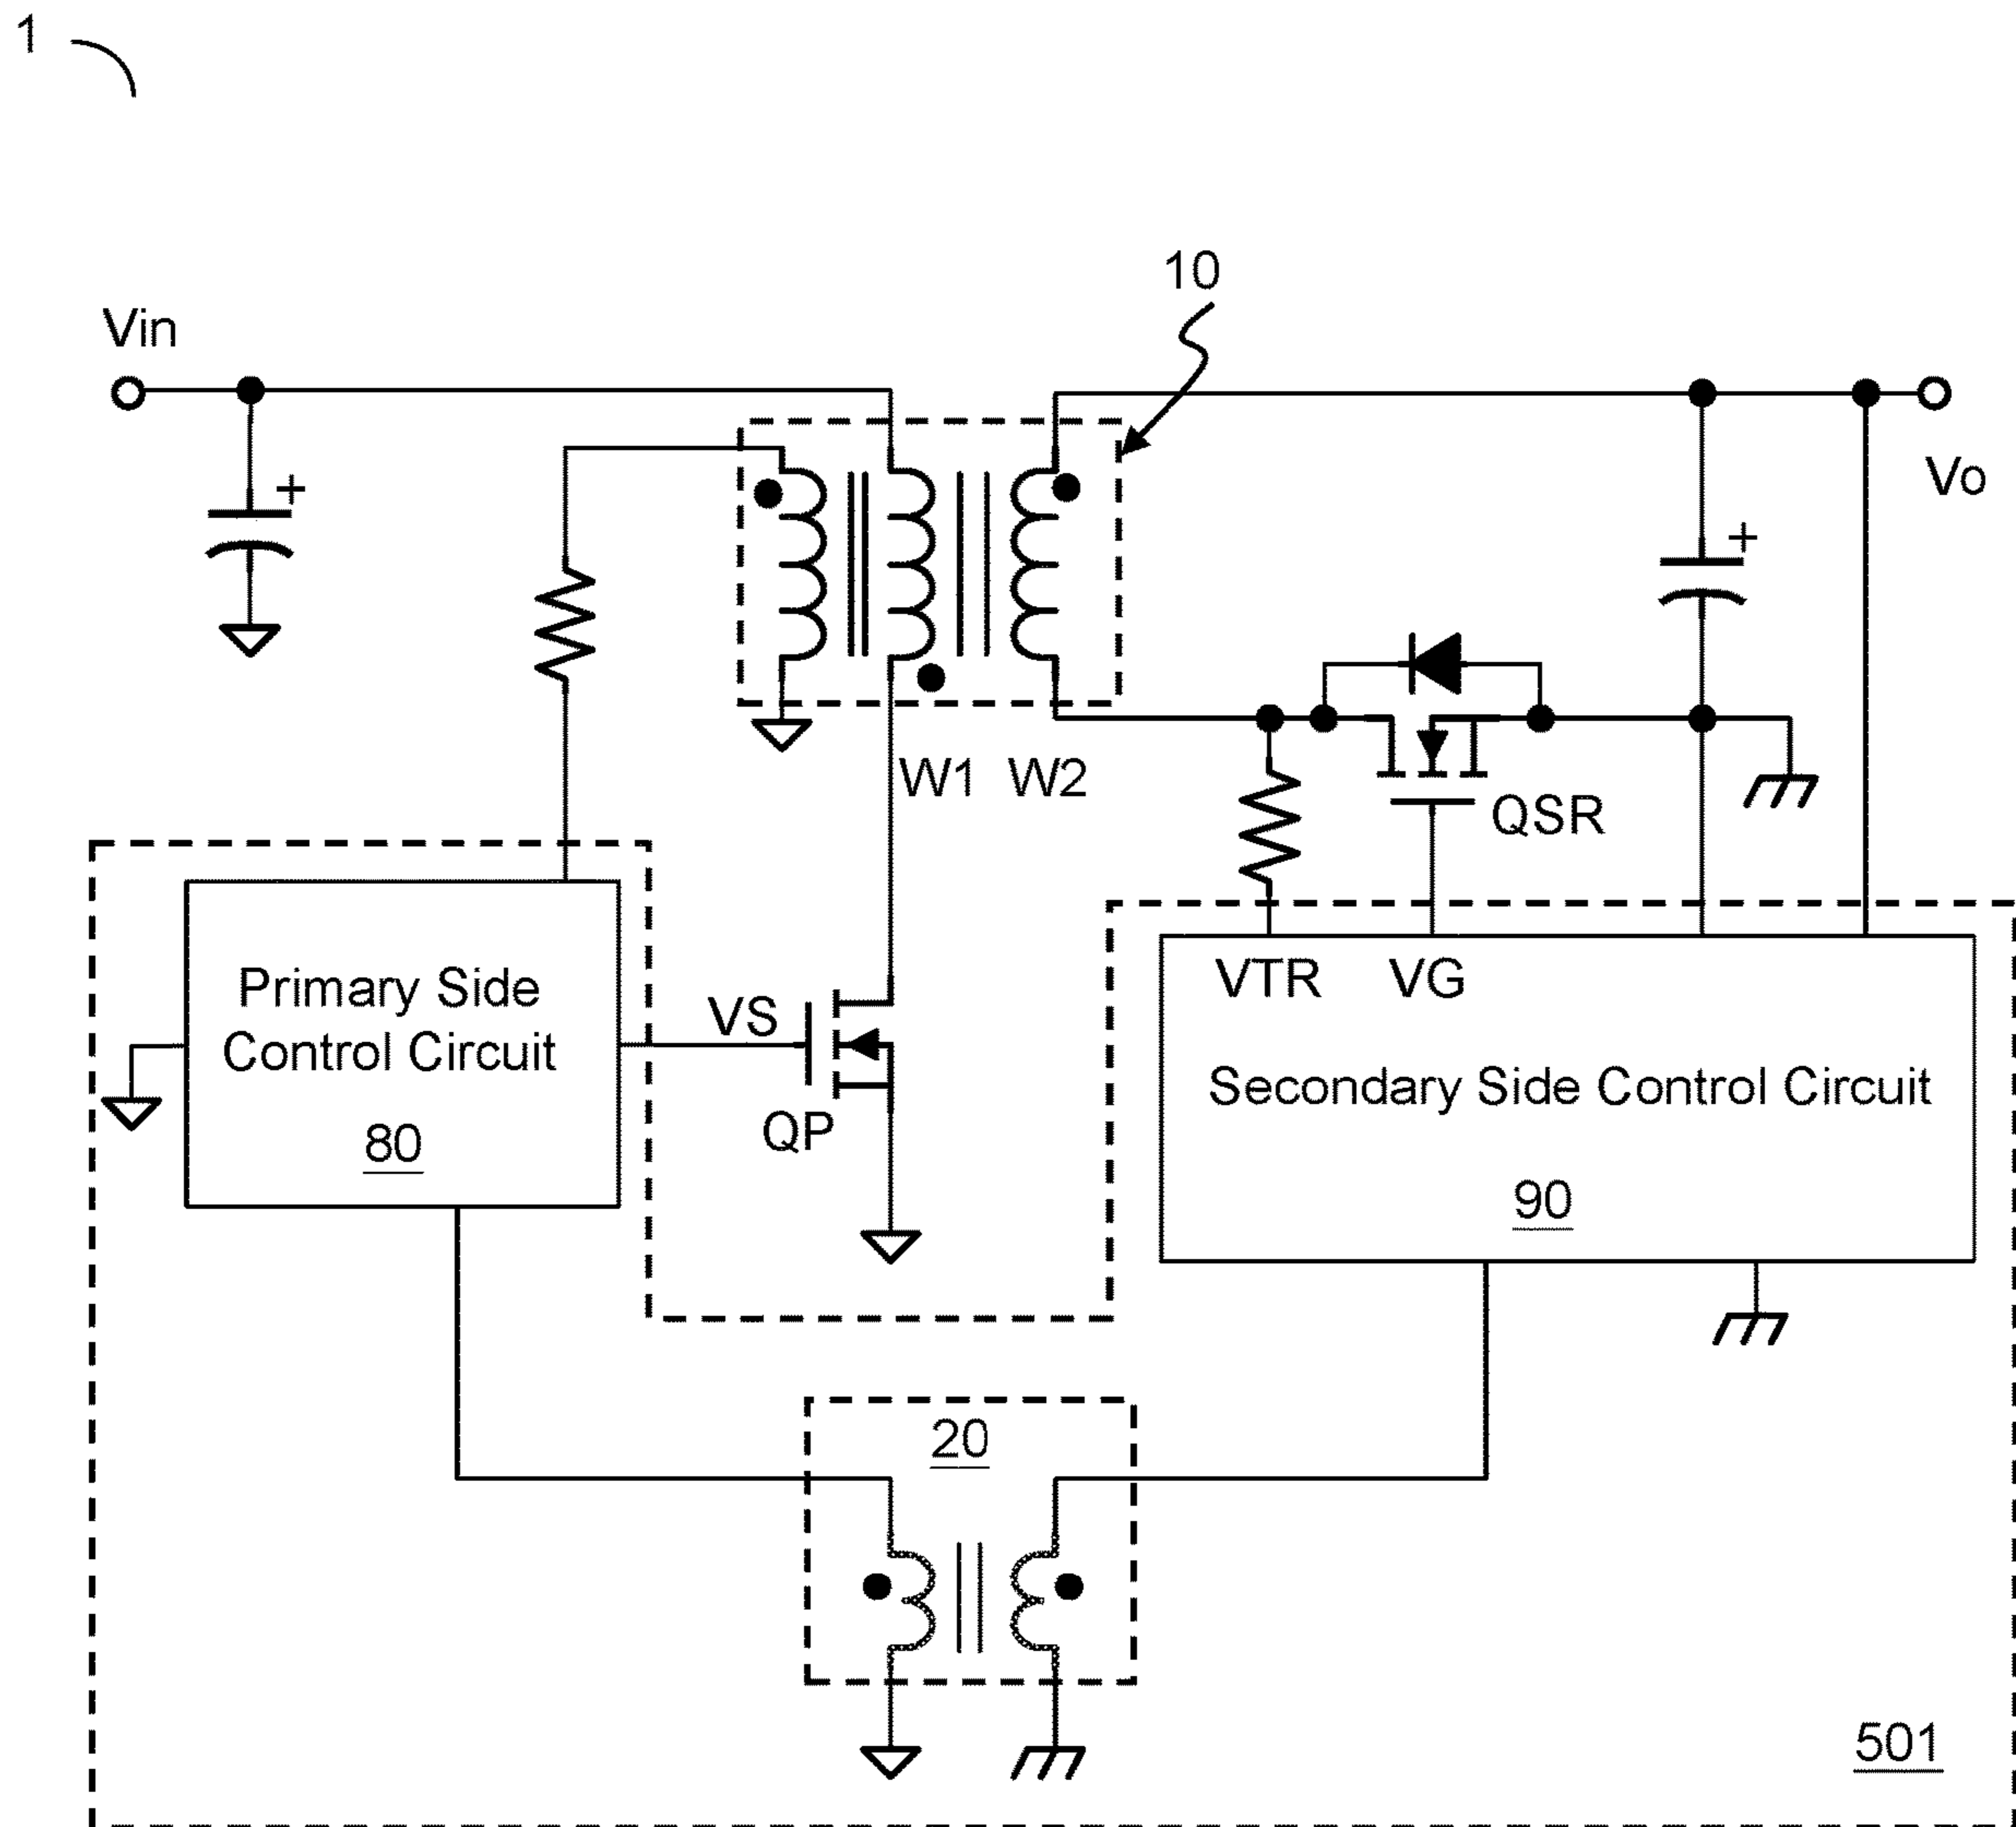 1
10
Vin
+
Vo
+
W1 W2
QSR
VTR VG
Primary Side
Control Circuit
80
VS
QP
Secondary Side Control Circuit
90
20
501